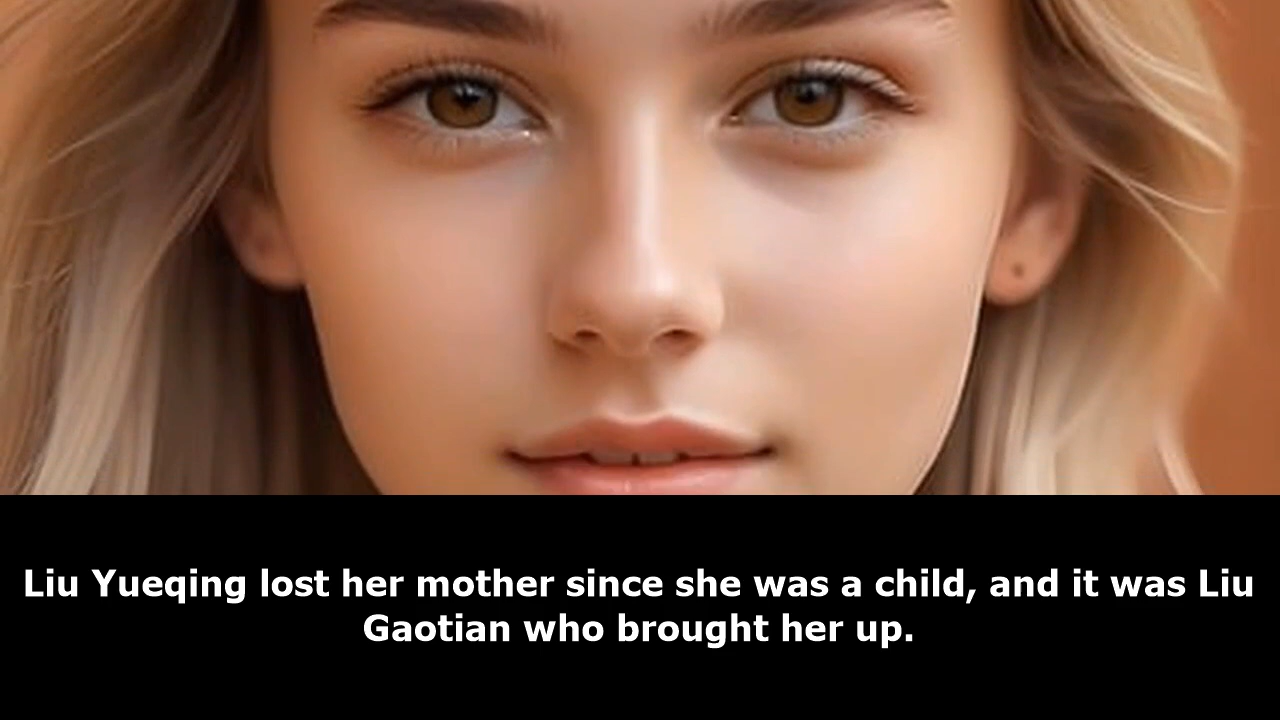 Liu Yueqing lost her mother since she was a child, and it was Liu
Gaotian who brought her up.